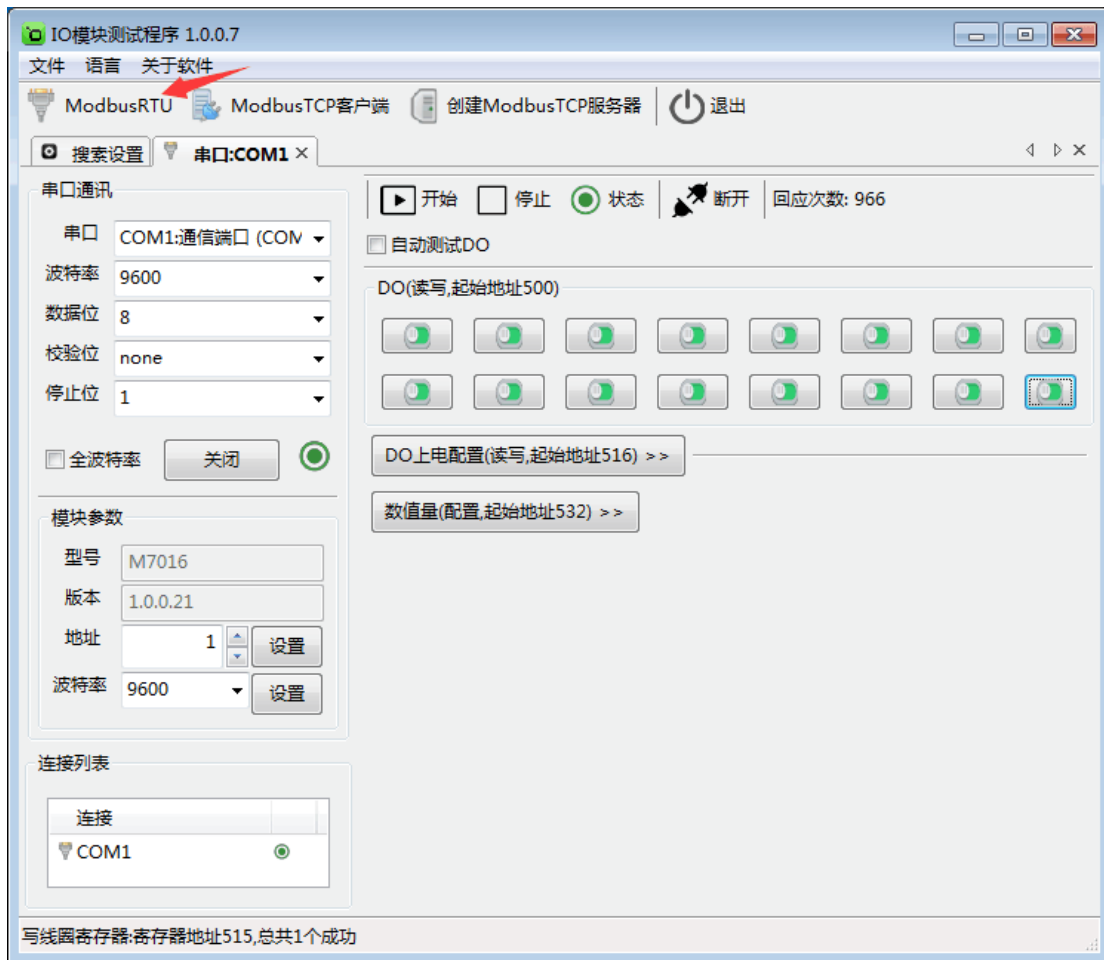 IO模块测试程序 1.0.0.7
文件 语言 关于软件
ModbusRTU ModbusTCP客户端 创建ModbusTCP服务器 退出
搜索设置 串口:COM1
串口通讯
串口 COM1:通信端口 (COM
波特率 9600
数据位 8
校验位 none
停止位 1
全波特率 关闭
模块参数
型号 M7016
版本 1.0.0.21
地址 1 设置
波特率 9600 设置
连接列表
连接
COM1
开始 停止 状态 断开 回应次数: 966
自动测试DO
DO(读写,起始地址500)
DO上电配置(读写,起始地址516) >>
数值量(配置,起始地址532) >>
写线圈寄存器:寄存器地址515,总共1个成功